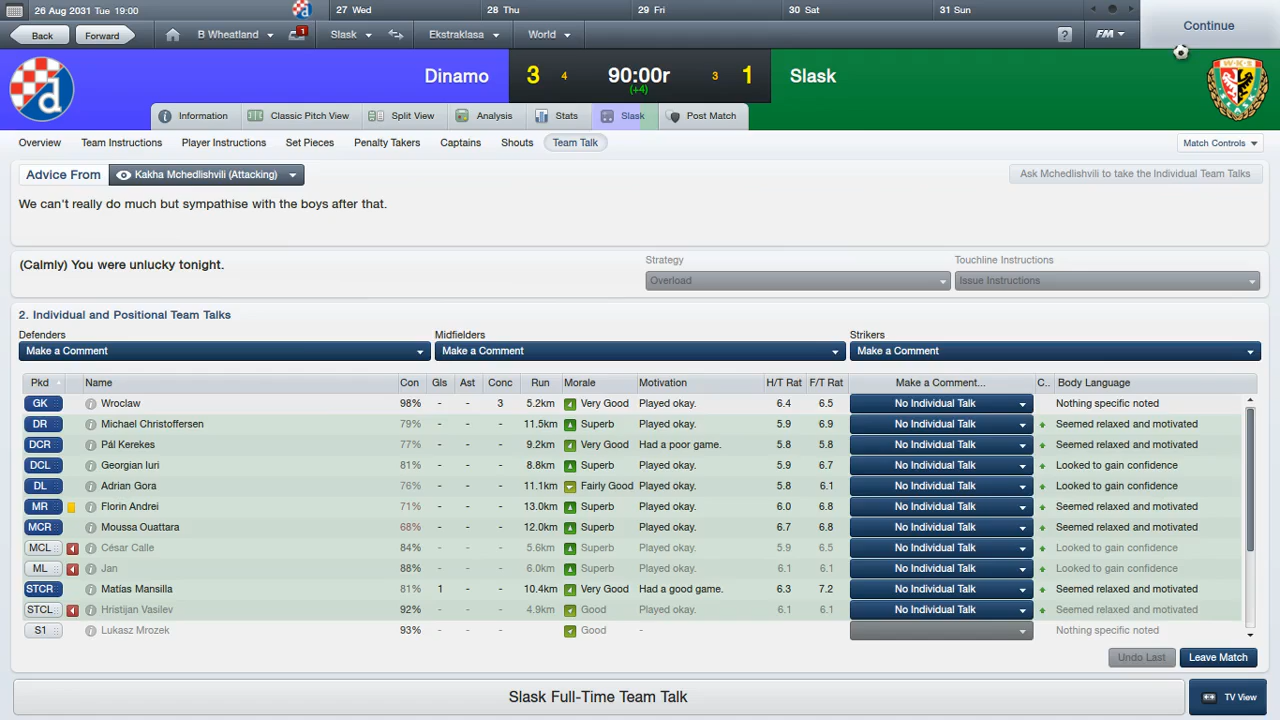 26 Aug 2031 Tue 19:00 27 Wed 28 Thu 29 Fri 30 Sat 31 Sun
Back Forward B Wheatland 1 Slask Ekstraklasa World ? FM Continue
Dinamo 3 4 90:00r (+4) 3 1 Slask
Information Classic Pitch View Split View Analysis Stats Slask Post Match
Overview Team Instructions Player Instructions Set Pieces Penalty Takers Captains Shouts Team Talk Match Controls
Advice From Kakha Mchedlishvili (Attacking) Ask Mchedlishvili to take the Individual Team Talks
We can't really do much but sympathise with the boys after that.
Strategy Touchline Instructions
(Calmly) You were unlucky tonight. Overload Issue Instructions
2. Individual and Positional Team Talks
Defenders Midfielders Strikers
Make a Comment Make a Comment Make a Comment
Pkd Name Con Gls Ast Conc Run Morale Motivation H/T Rat F/T Rat Make a Comment... C.. Body Language
GK Wroclaw 98% - - 3 5.2km Very Good Played okay. 6.4 6.5 No Individual Talk Nothing specific noted
DR Michael Christoffersen 79% - - - 11.5km Superb Played okay. 5.9 6.9 No Individual Talk Seemed relaxed and motivated
DCR Pál Kerekes 77% - - - 9.2km Very Good Had a poor game. 5.8 5.8 No Individual Talk Seemed relaxed and motivated
DCL Georgian Iuri 81% - - - 8.8km Superb Played okay. 5.9 6.7 No Individual Talk Looked to gain confidence
DL Adrian Gora 76% - - - 11.1km Fairly Good Played okay. 5.8 6.1 No Individual Talk Looked to gain confidence
MR Florin Andrei 71% - - - 13.0km Superb Played okay. 6.0 6.8 No Individual Talk Seemed relaxed and motivated
MCR Moussa Ouattara 68% - - - 12.0km Superb Played okay. 6.7 6.8 No Individual Talk Seemed relaxed and motivated
MCL César Calle 84% - - - 5.6km Superb Played okay. 5.9 6.5 No Individual Talk Looked to gain confidence
ML Jan 88% - - - 6.0km Superb Played okay. 6.1 6.1 No Individual Talk Looked to gain confidence
STCR Matías Mansilla 81% 1 - - 10.4km Very Good Had a good game. 6.3 7.2 No Individual Talk Seemed relaxed and motivated
STCL Hristijan Vasilev 92% - - - 4.9km Good Played okay. 6.1 6.1 No Individual Talk Seemed relaxed and motivated
S1 Lukasz Mrozek 93% - - - Good - Nothing specific noted
Undo Last Leave Match
Slask Full-Time Team Talk TV View